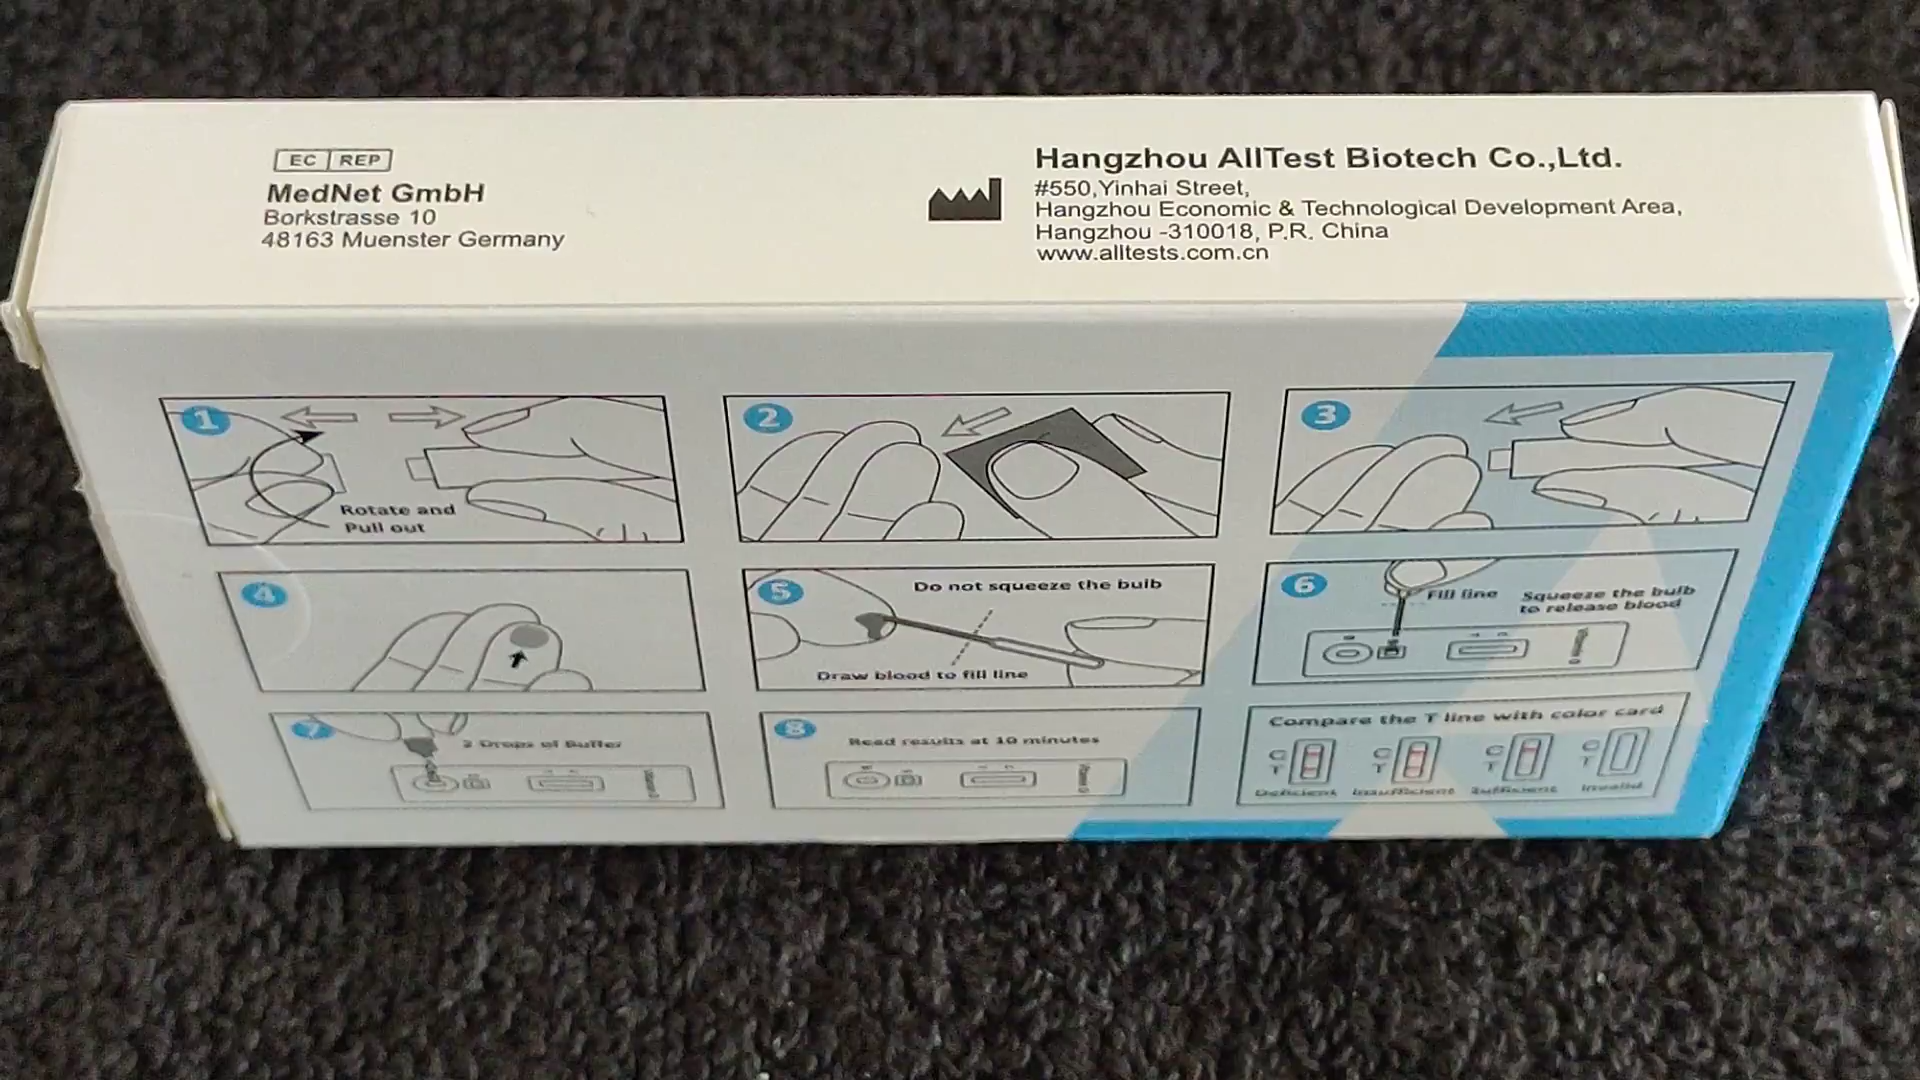 EC REP
MedNet GmbH
Borkstrasse 10
48163 Muenster Germany
Hangzhou AllTest Biotech Co.,Ltd.
#550,Yinhai Street,
Hangzhou Economic & Technological Development Area,
Hangzhou -310018, P.R. China
www.alltests.com.cn
1
Rotate and
Pull out
2
3
4
5
Do not squeeze the bulb
Draw blood to fill line
6
Fill line
Squeeze the bulb
to release blood
7
2 Drops of Buffer
8
Read results at 10 minutes
Compare the T line with color card
C C C C
T T T T
Deficient Insufficient Sufficient Invalid